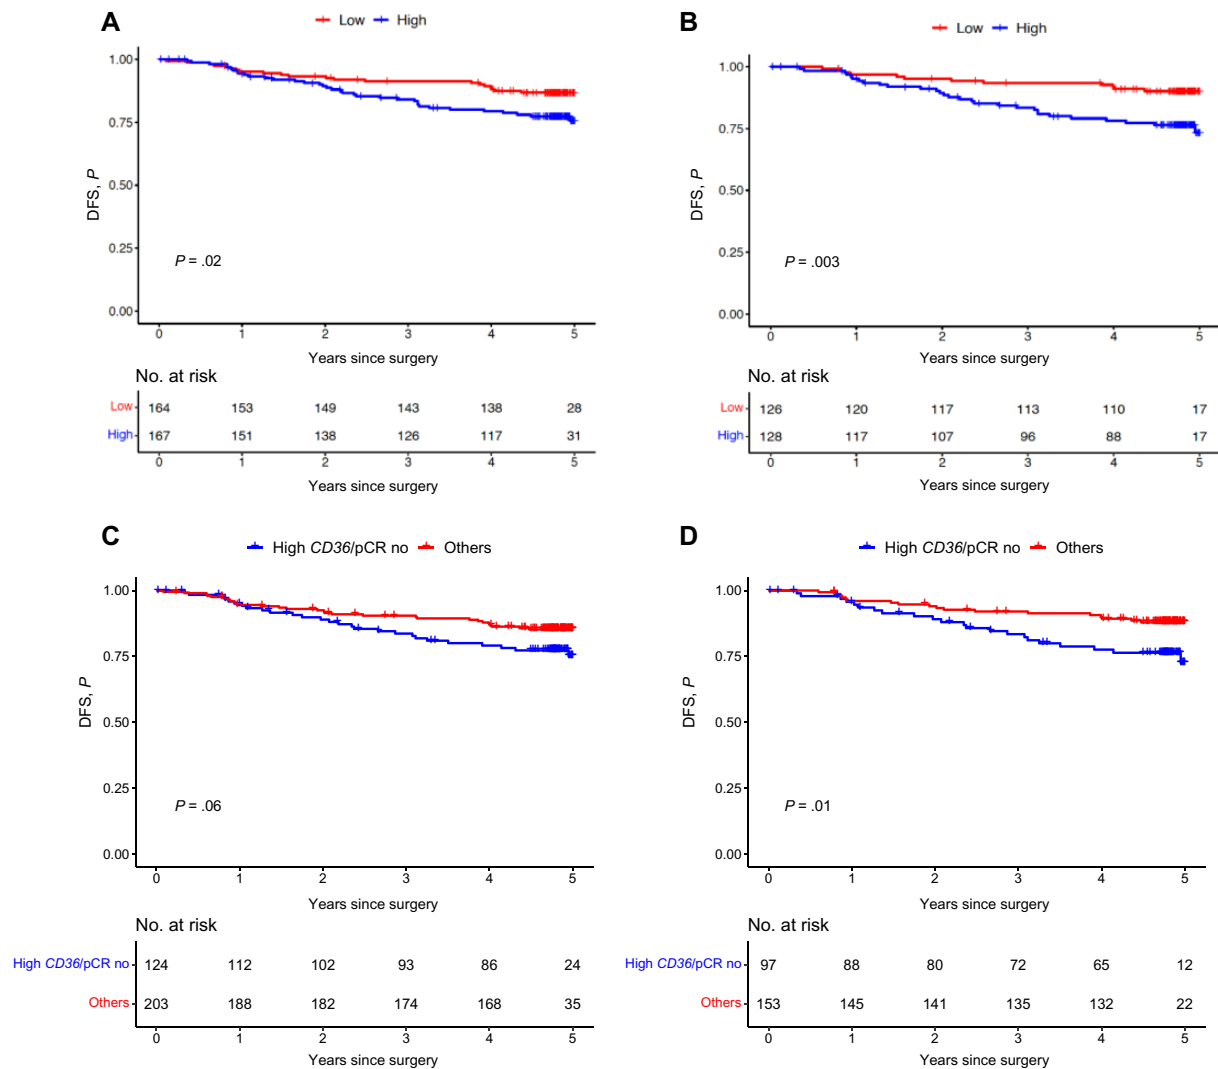 A
Low High
1.00
0.75
0.50
0.25
0.00
DFS, P
P = .02
0 1 2 3 4 5
Years since surgery
No. at risk
Low 164 153 149 143 138 28
High 167 151 138 126 117 31
0 1 2 3 4 5
Years since surgery
B
Low High
1.00
0.75
0.50
0.25
0.00
DFS, P
P = .003
0 1 2 3 4 5
Years since surgery
No. at risk
Low 126 120 117 113 110 17
High 128 117 107 96 88 17
0 1 2 3 4 5
Years since surgery
C
High CD36/pCR no Others
1.00
0.75
0.50
0.25
0.00
DFS, P
P = .06
0 1 2 3 4 5
Years since surgery
No. at risk
High CD36/pCR no 124 112 102 93 86 24
Others 203 188 182 174 168 35
0 1 2 3 4 5
Years since surgery
D
High CD36/pCR no Others
1.00
0.75
0.50
0.25
0.00
DFS, P
P = .01
0 1 2 3 4 5
Years since surgery
No. at risk
High CD36/pCR no 97 88 80 72 65 12
Others 153 145 141 135 132 22
0 1 2 3 4 5
Years since surgery